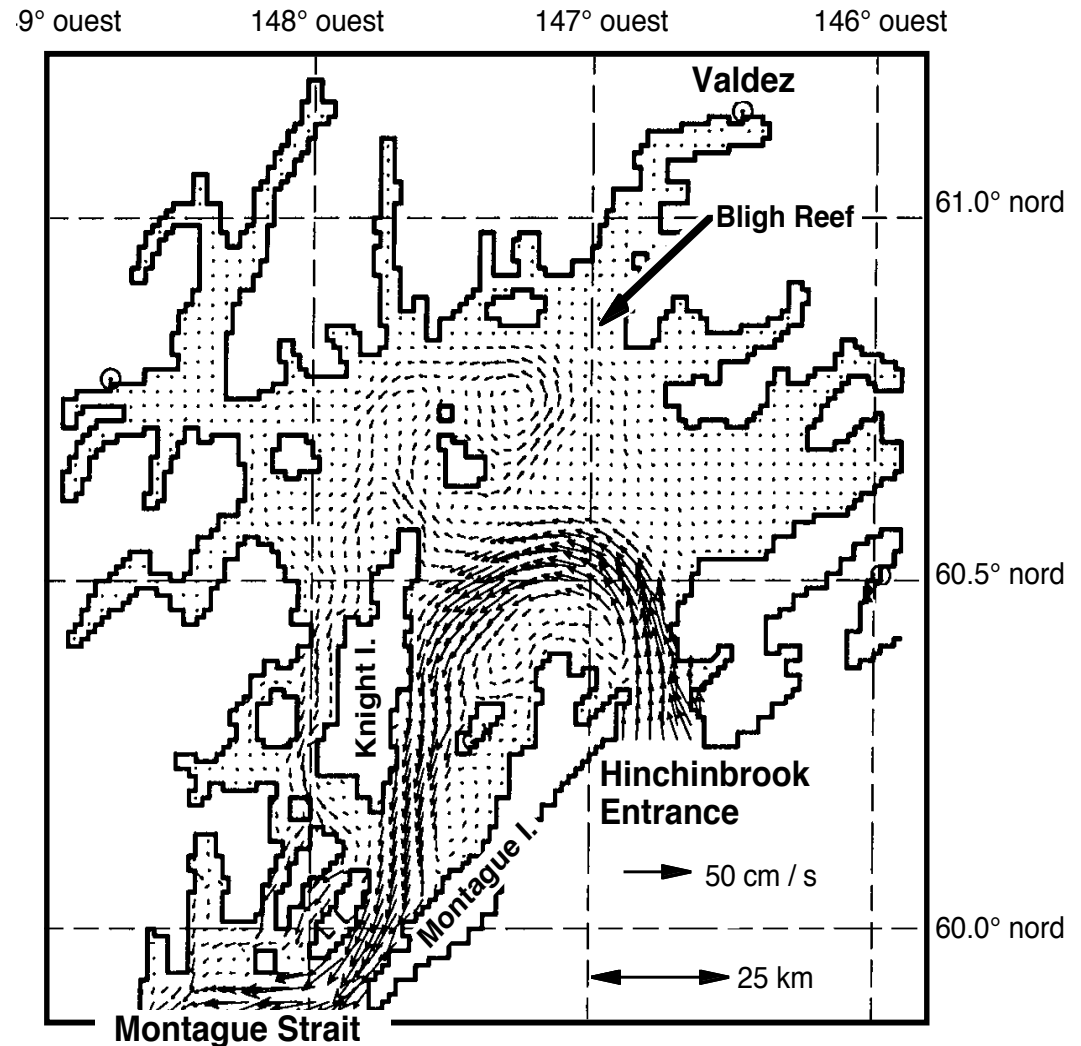 9° ouest 148° ouest 147° ouest 146° ouest
Valdez
61.0° nord
Bligh Reef
60.5° nord
Knight I.
Hinchinbrook
Entrance
Montague I.
50 cm / s
60.0° nord
25 km
Montague Strait